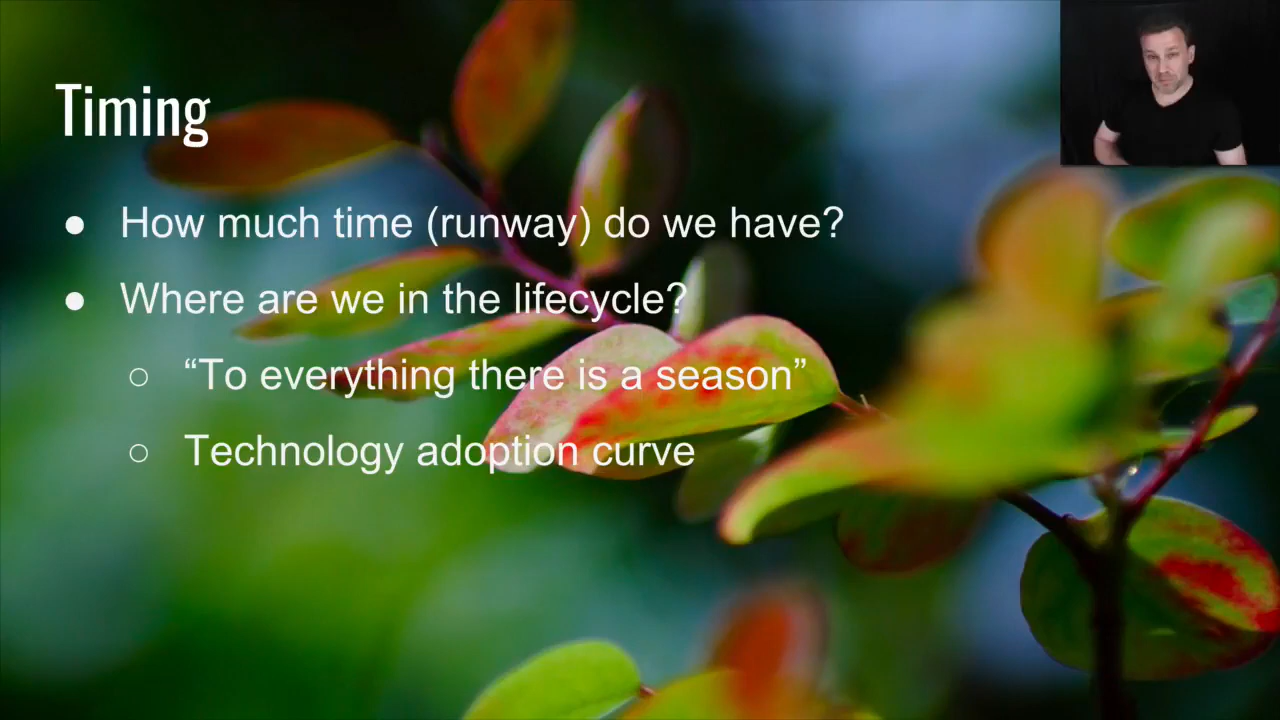 Timing
● How much time (runway) do we have?
● Where are we in the lifecycle?
○ “To everything there is a season”
○ Technology adoption curve